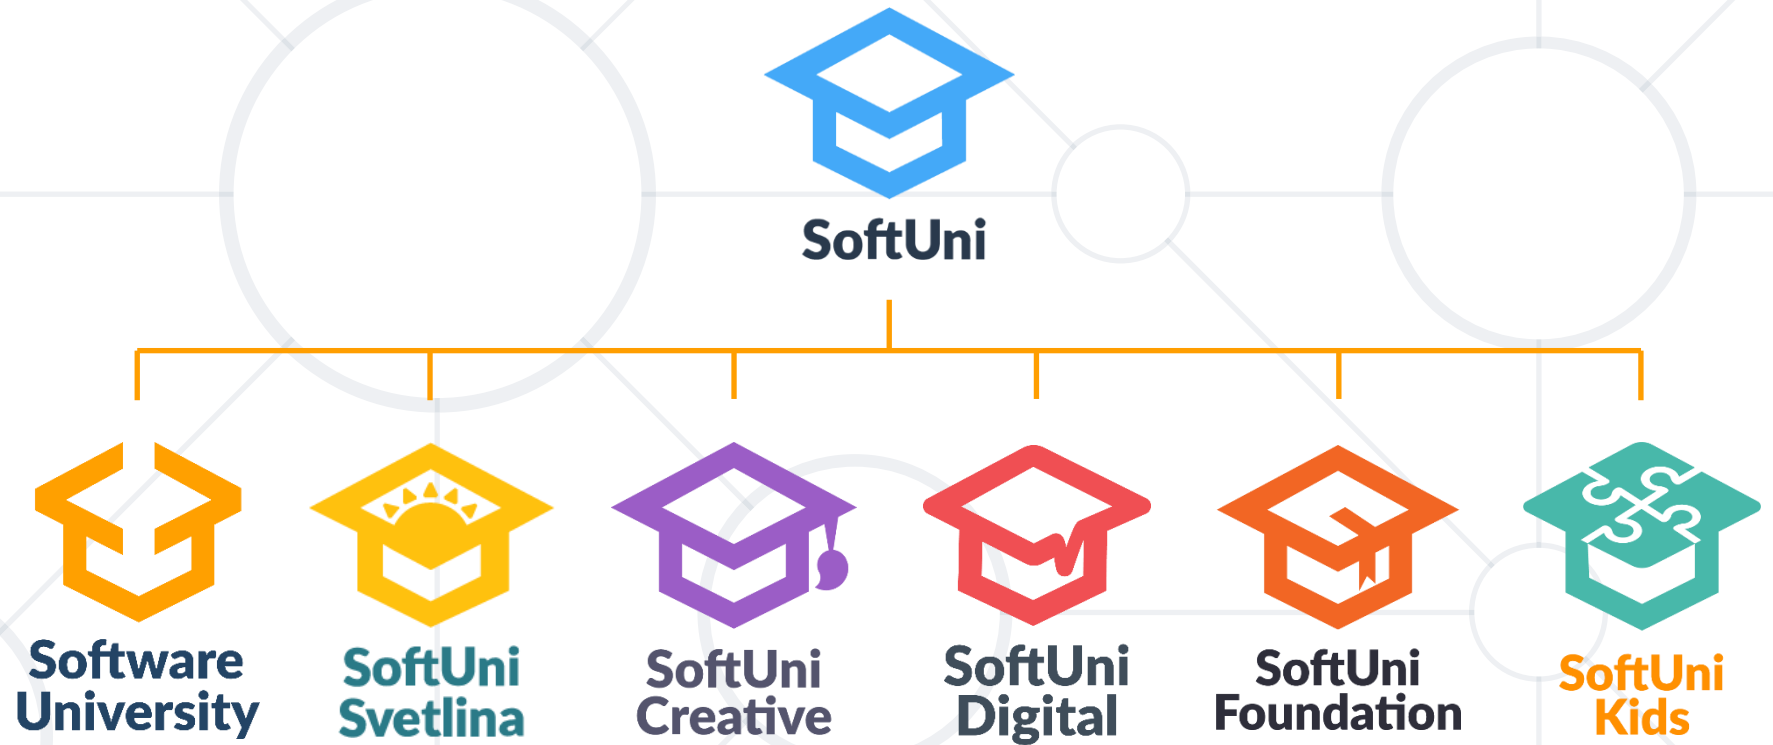 SoftUni
Software
University
SoftUni
Svetlina
SoftUni
Creative
SoftUni
Digital
SoftUni
Foundation
SoftUni
Kids